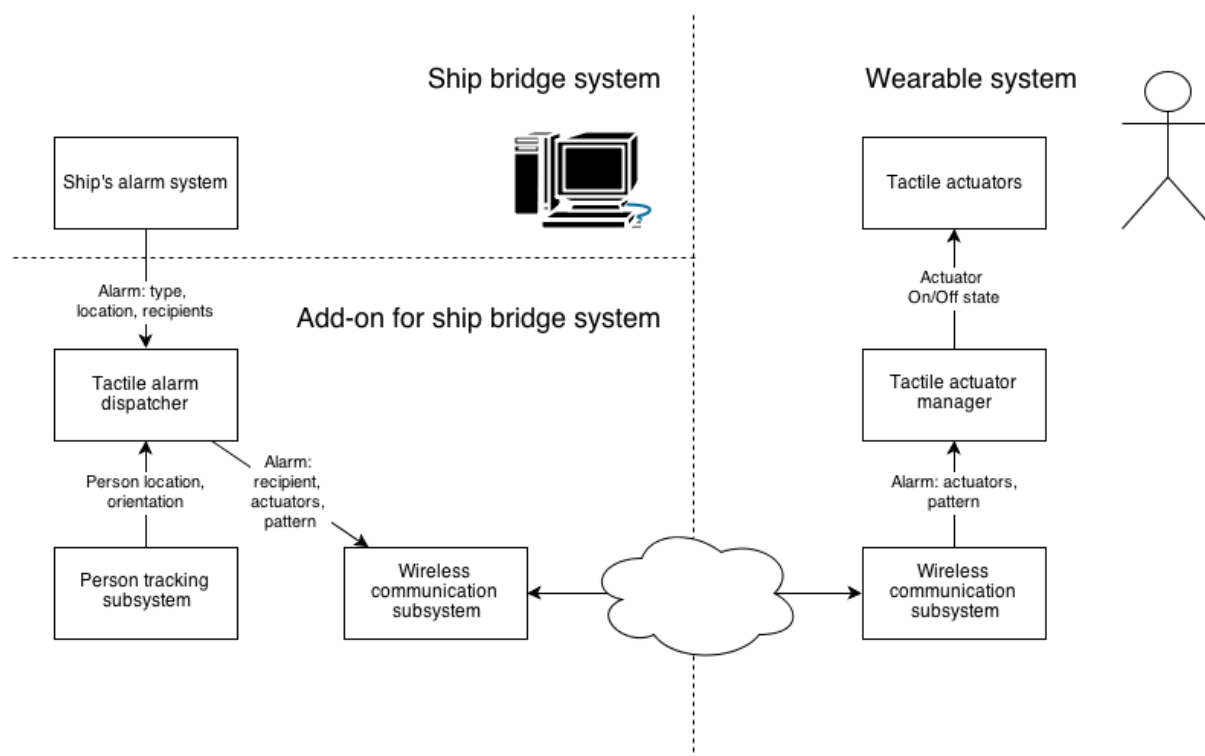 Ship bridge system
Wearable system
Ship's alarm system
Tactile actuators
Alarm: type,
location, recipients
Actuator
On/Off state
Add-on for ship bridge system
Tactile alarm
dispatcher
Tactile actuator
manager
Person location,
orientation
Alarm:
recipient,
actuators,
pattern
Alarm: actuators,
pattern
Person tracking
subsystem
Wireless
communication
subsystem
Wireless
communication
subsystem